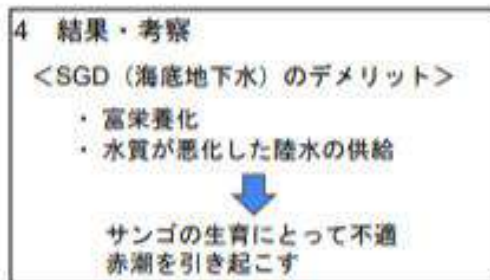 4 結果・考察
＜SGD（海底地下水）のデメリット＞
・ 富栄養化
・ 水質が悪化した陸水の供給
サンゴの生育にとって不適
赤潮を引き起こす